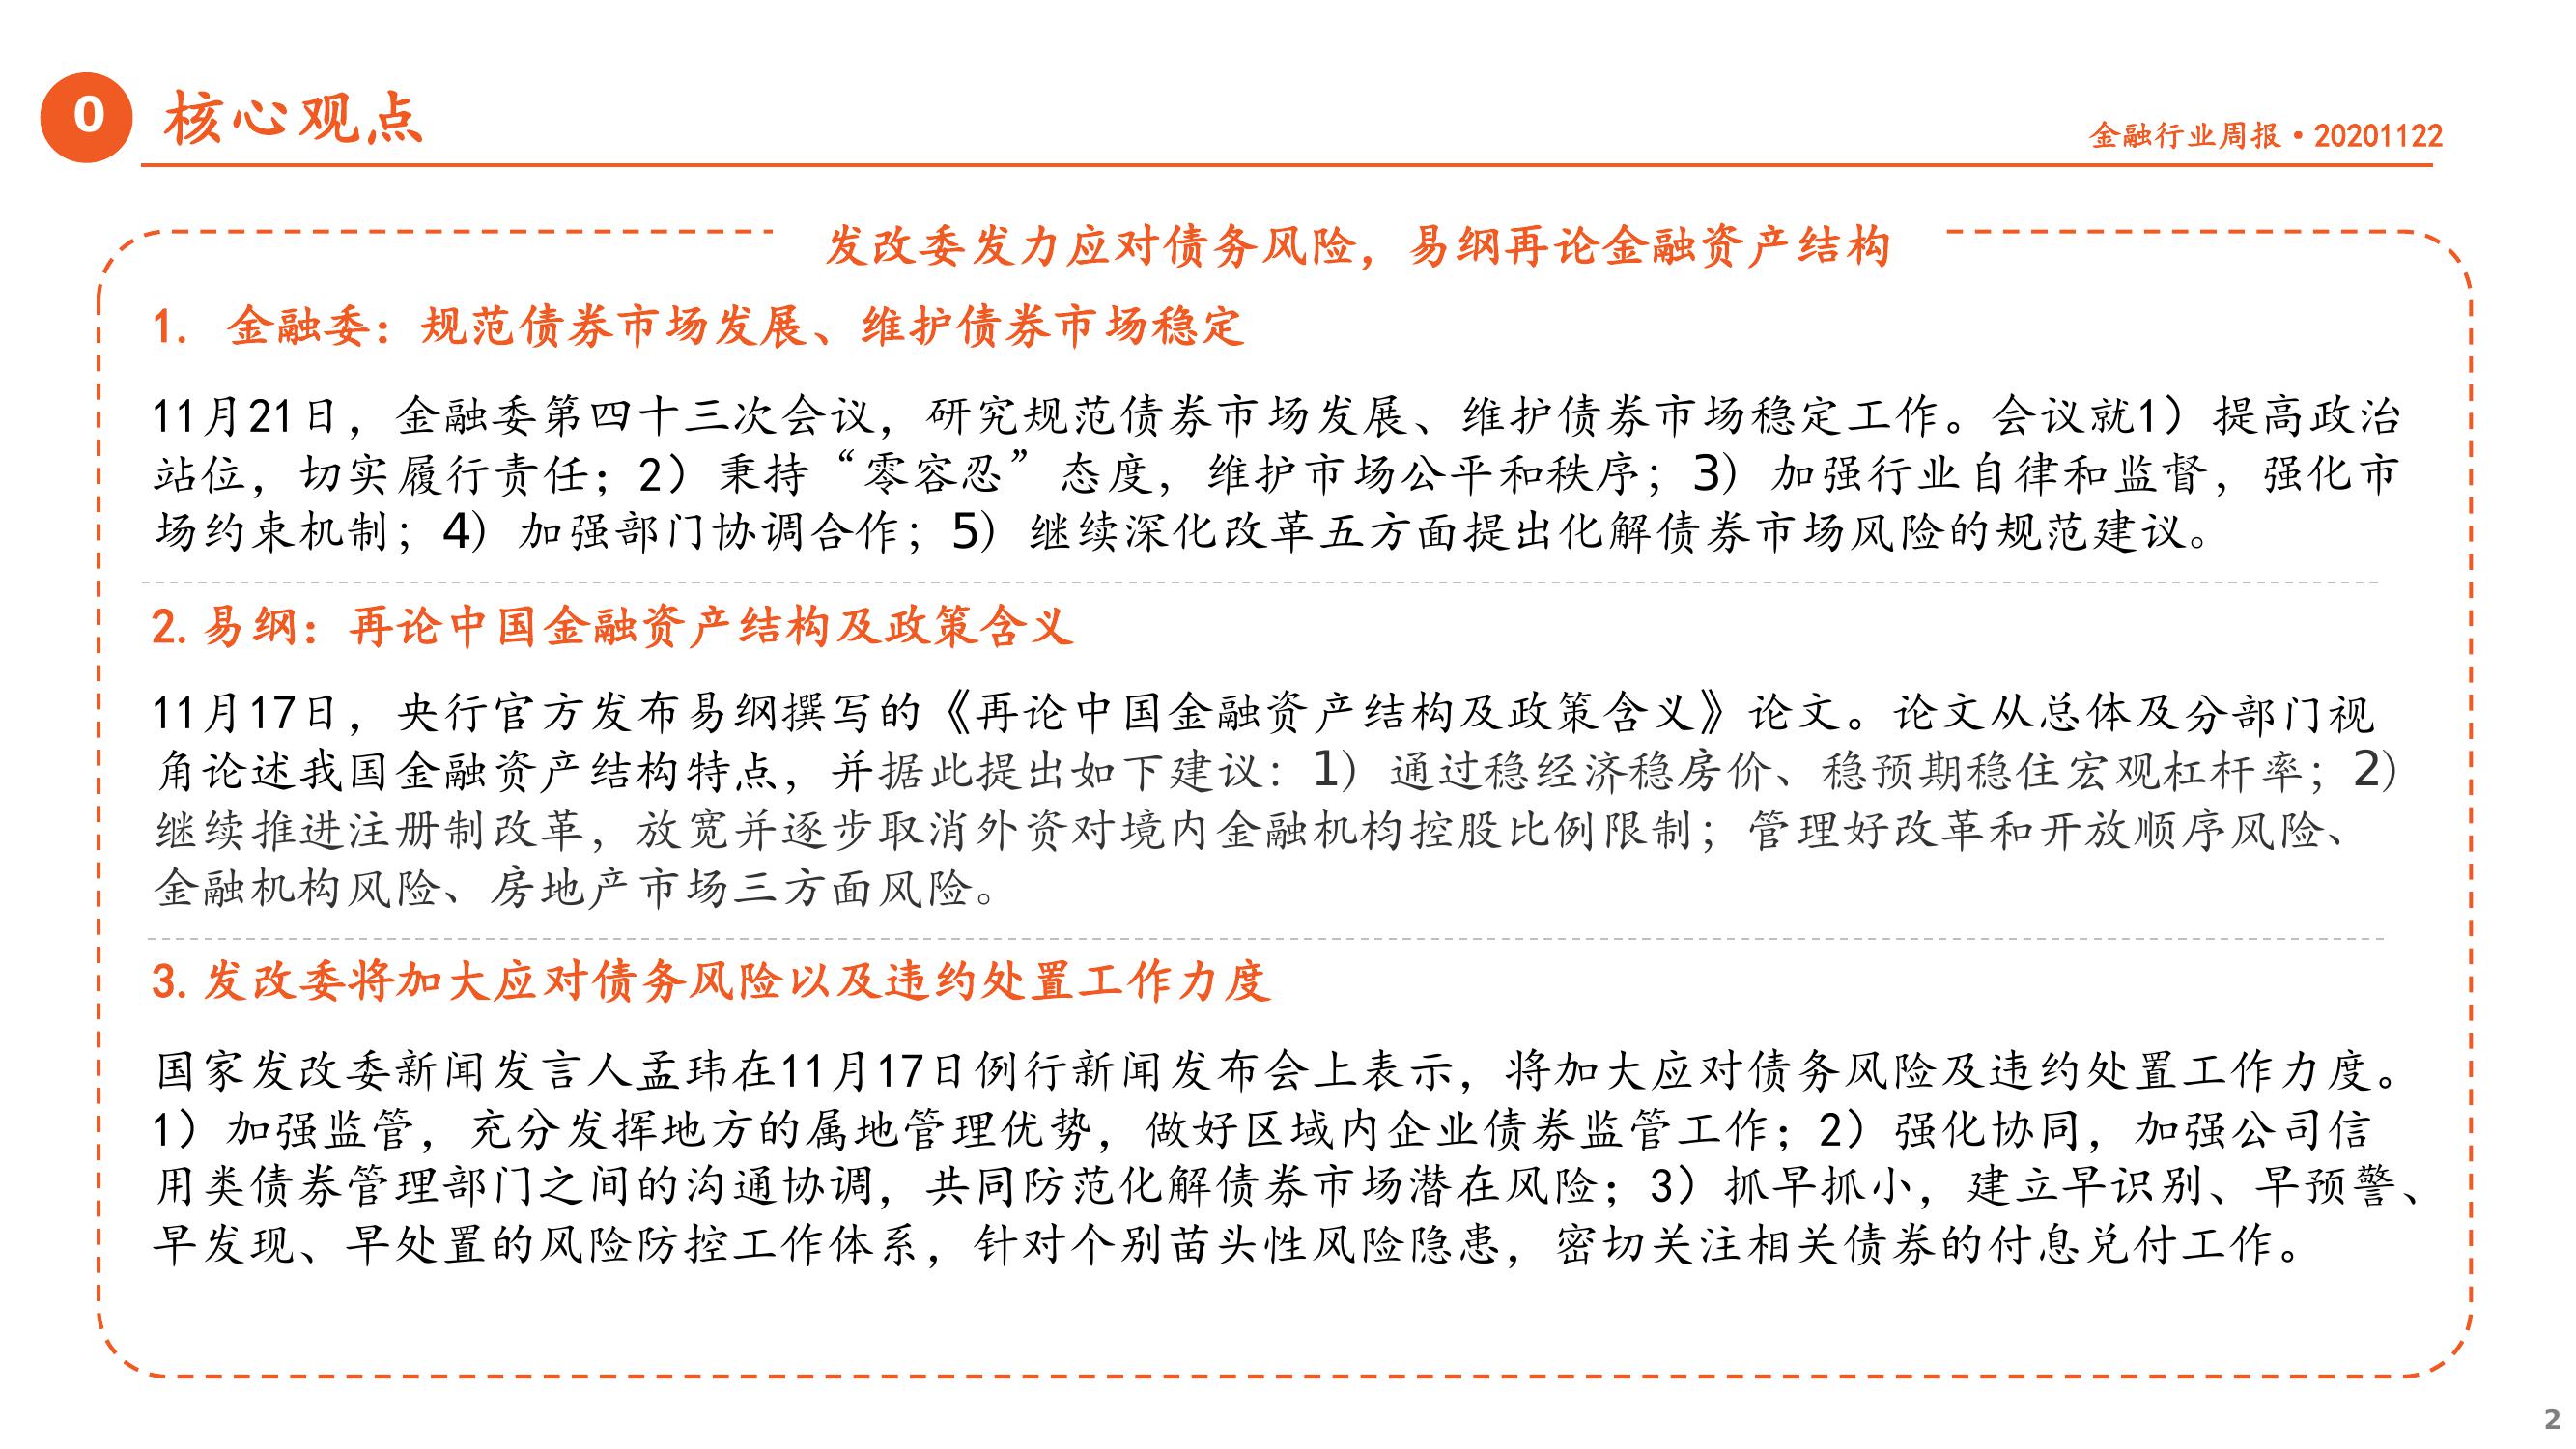 0 核心观点
金融行业周报·20201122
发改委发力应对债务风险，易纲再论金融资产结构
1. 金融委：规范债券市场发展、维护债券市场稳定
11月21日，金融委第四十三次会议，研究规范债券市场发展、维护债券市场稳定工作。会议就1）提高政治
站位，切实履行责任；2）秉持“零容忍”态度，维护市场公平和秩序；3）加强行业自律和监督，强化市
场约束机制；4）加强部门协调合作；5）继续深化改革五方面提出化解债券市场风险的规范建议。
2. 易纲：再论中国金融资产结构及政策含义
11月17日，央行官方发布易纲撰写的《再论中国金融资产结构及政策含义》论文。论文从总体及分部门视
角论述我国金融资产结构特点，并据此提出如下建议：1）通过稳经济稳房价、稳预期稳住宏观杠杆率；2）
继续推进注册制改革，放宽并逐步取消外资对境内金融机构控股比例限制；管理好改革和开放顺序风险、
金融机构风险、房地产市场三方面风险。
3. 发改委将加大应对债务风险以及违约处置工作力度
国家发改委新闻发言人孟玮在11月17日例行新闻发布会上表示，将加大应对债务风险及违约处置工作力度。
1）加强监管，充分发挥地方的属地管理优势，做好区域内企业债券监管工作；2）强化协同，加强公司信
用类债券管理部门之间的沟通协调，共同防范化解债券市场潜在风险；3）抓早抓小，建立早识别、早预警、
早发现、早处置的风险防控工作体系，针对个别苗头性风险隐患，密切关注相关债券的付息兑付工作。
2